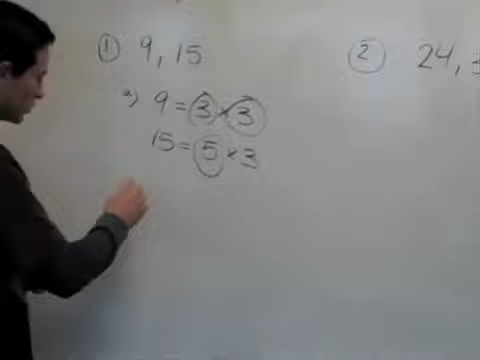 ① 9, 15
② 24,
a) 9 = 3 × 3
15 = 5 × 3